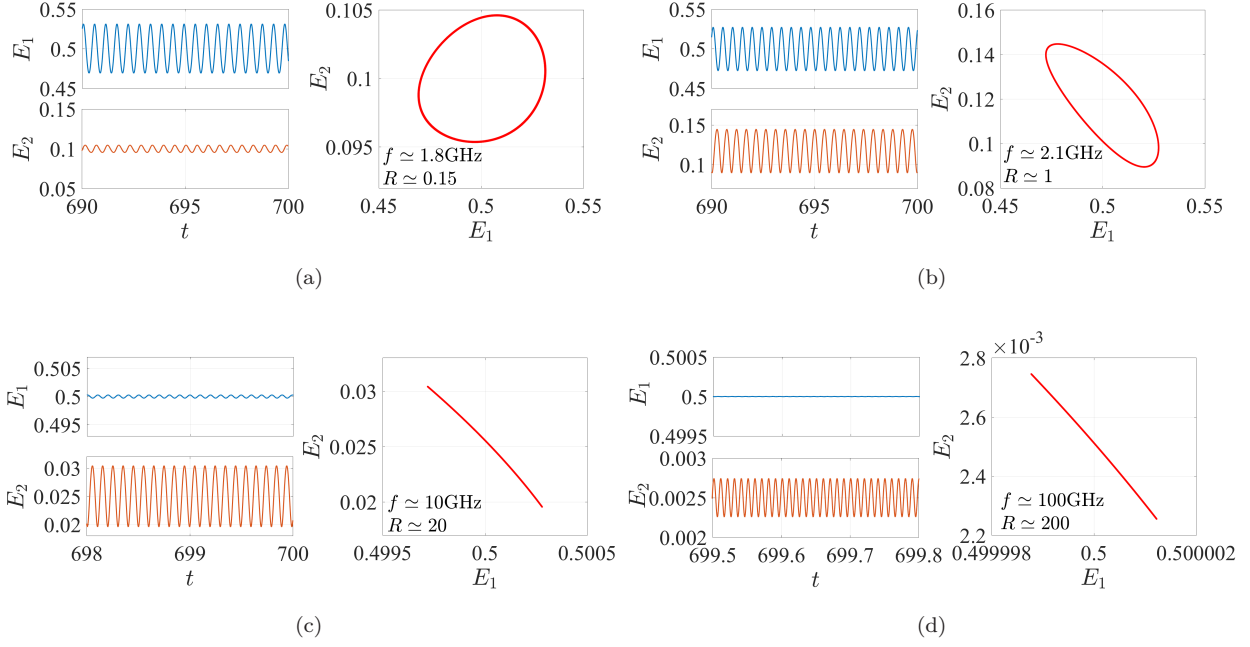 0.55
0.5
0.45
E₁
0.15
0.1
0.05
E₂
690
695
700
t
0.105
0.1
0.095
E₂
f ≃ 1.8GHz
R ≃ 0.15
0.45
0.5
0.55
E₁
(a)
0.55
0.5
0.45
E₁
0.15
0.1
E₂
690
695
700
t
0.16
0.14
0.12
0.1
0.08
E₂
f ≃ 2.1GHz
R ≃ 1
0.45
0.5
0.55
E₁
(b)
0.505
0.5
0.495
E₁
0.03
0.025
0.02
E₂
698
699
700
t
0.03
0.025
0.02
E₂
f ≃ 10GHz
R ≃ 20
0.4995
0.5
0.5005
E₁
(c)
0.5005
0.5
0.4995
E₁
0.003
0.0025
0.002
E₂
699.5
699.6
699.7
699.8
t
×10⁻³
2.8
2.6
2.4
2.2
E₂
f ≃ 100GHz
R ≃ 200
0.499998
0.5
0.500002
E₁
(d)